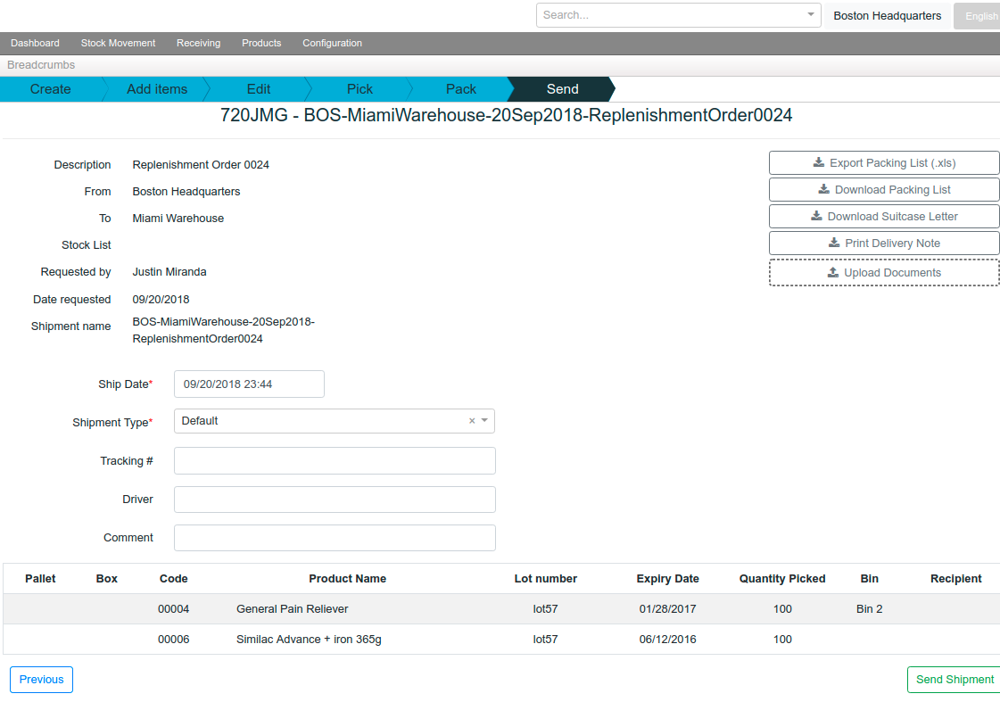 Search...
Boston Headquarters
English
Dashboard Stock Movement Receiving Products Configuration
Breadcrumbs
Create Add items Edit Pick Pack Send
720JMG - BOS-MiamiWarehouse-20Sep2018-ReplenishmentOrder0024
Description Replenishment Order 0024
From Boston Headquarters
To Miami Warehouse
Stock List
Requested by Justin Miranda
Date requested 09/20/2018
Shipment name BOS-MiamiWarehouse-20Sep2018-
ReplenishmentOrder0024
Export Packing List (.xls)
Download Packing List
Download Suitcase Letter
Print Delivery Note
Upload Documents
Ship Date* 09/20/2018 23:44
Shipment Type* Default ×
Tracking #
Driver
Comment
Pallet Box Code Product Name Lot number Expiry Date Quantity Picked Bin Recipient
00004 General Pain Reliever lot57 01/28/2017 100 Bin 2
00006 Similac Advance + iron 365g lot57 06/12/2016 100
Previous
Send Shipment